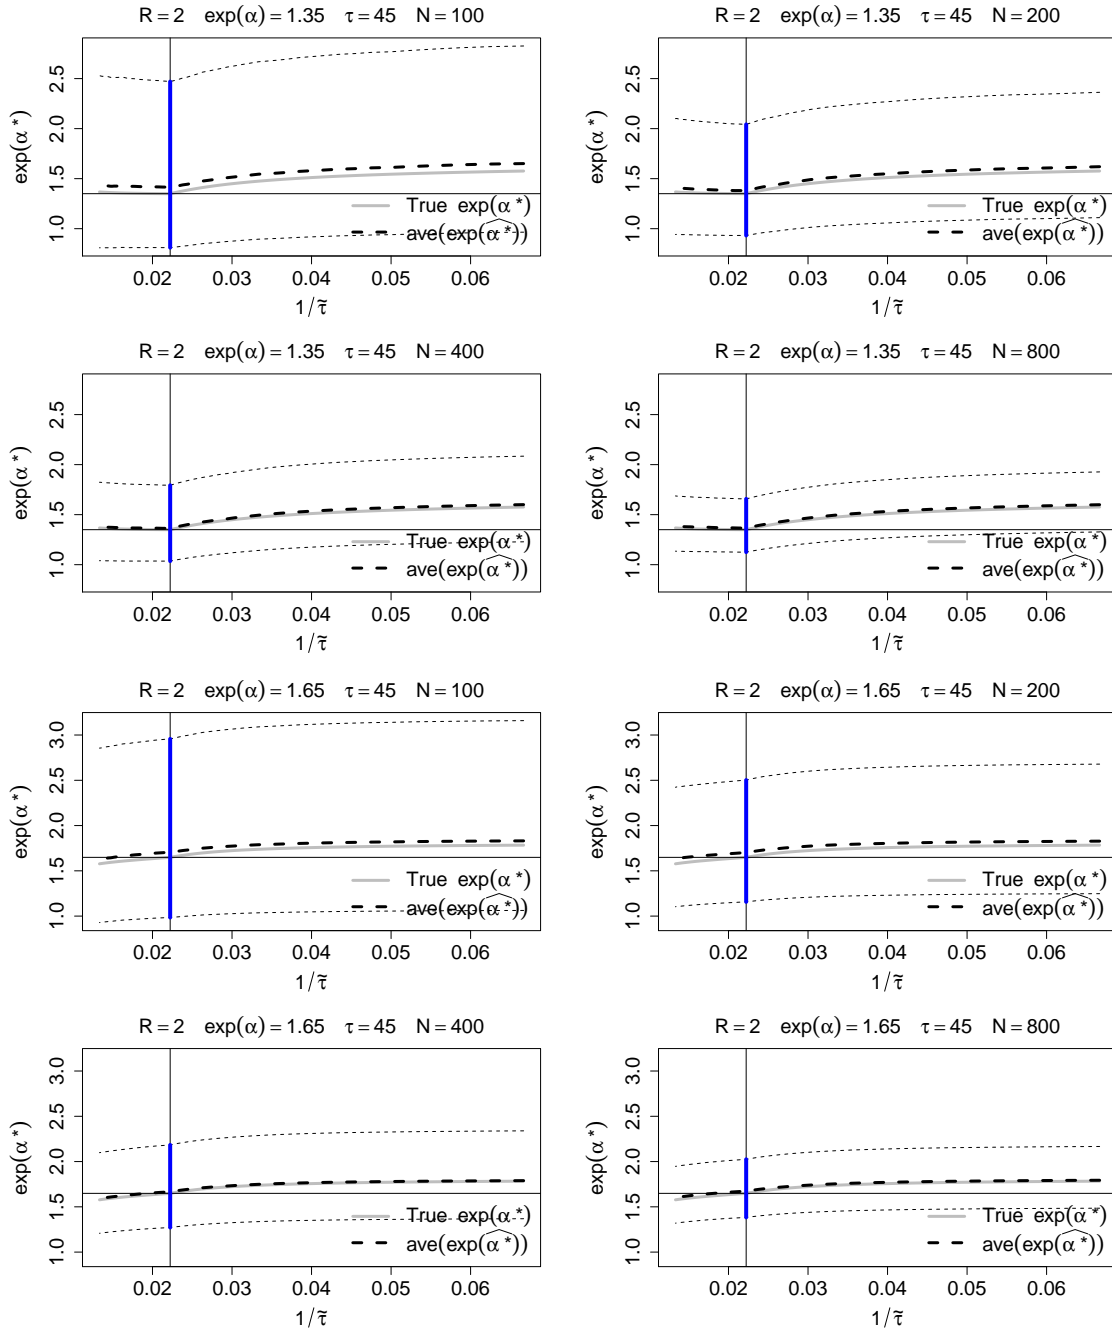 R = 2 exp(α) = 1.35 τ = 45 N = 100
exp(α*)
2.5
2.0
1.5
1.0
True exp(α*)
ave(exp(α̂*))
0.02 0.03 0.04 0.05 0.06
1/τ̃
R = 2 exp(α) = 1.35 τ = 45 N = 200
exp(α*)
2.5
2.0
1.5
1.0
True exp(α*)
ave(exp(α̂*))
0.02 0.03 0.04 0.05 0.06
1/τ̃
R = 2 exp(α) = 1.35 τ = 45 N = 400
exp(α*)
2.5
2.0
1.5
1.0
True exp(α*)
ave(exp(α̂*))
0.02 0.03 0.04 0.05 0.06
1/τ̃
R = 2 exp(α) = 1.35 τ = 45 N = 800
exp(α*)
2.5
2.0
1.5
1.0
True exp(α*)
ave(exp(α̂*))
0.02 0.03 0.04 0.05 0.06
1/τ̃
R = 2 exp(α) = 1.65 τ = 45 N = 100
exp(α*)
3.0
2.5
2.0
1.5
1.0
True exp(α*)
ave(exp(α̂*))
0.02 0.03 0.04 0.05 0.06
1/τ̃
R = 2 exp(α) = 1.65 τ = 45 N = 200
exp(α*)
3.0
2.5
2.0
1.5
1.0
True exp(α*)
ave(exp(α̂*))
0.02 0.03 0.04 0.05 0.06
1/τ̃
R = 2 exp(α) = 1.65 τ = 45 N = 400
exp(α*)
3.0
2.5
2.0
1.5
1.0
True exp(α*)
ave(exp(α̂*))
0.02 0.03 0.04 0.05 0.06
1/τ̃
R = 2 exp(α) = 1.65 τ = 45 N = 800
exp(α*)
3.0
2.5
2.0
1.5
1.0
True exp(α*)
ave(exp(α̂*))
0.02 0.03 0.04 0.05 0.06
1/τ̃